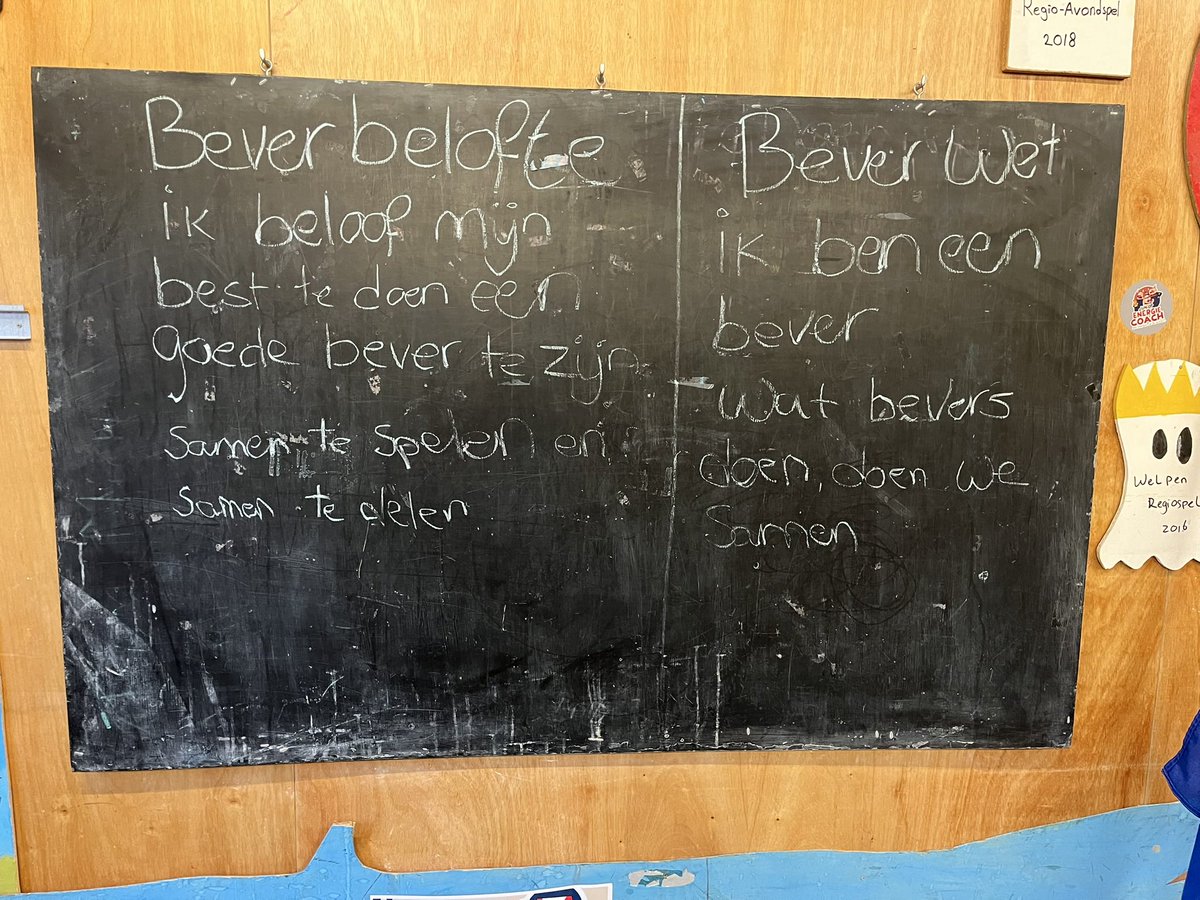 Regio-Avondspel
2018
Bever belofte
ik beloof mijn
best te doen een
goede bever te zijn
samen te spelen en
samen te delen
Bever wet
ik ben een
bever
wat bevers
doen, doen we
Samen
ENERGIE
COACH
Welpen
Regiospel
2016